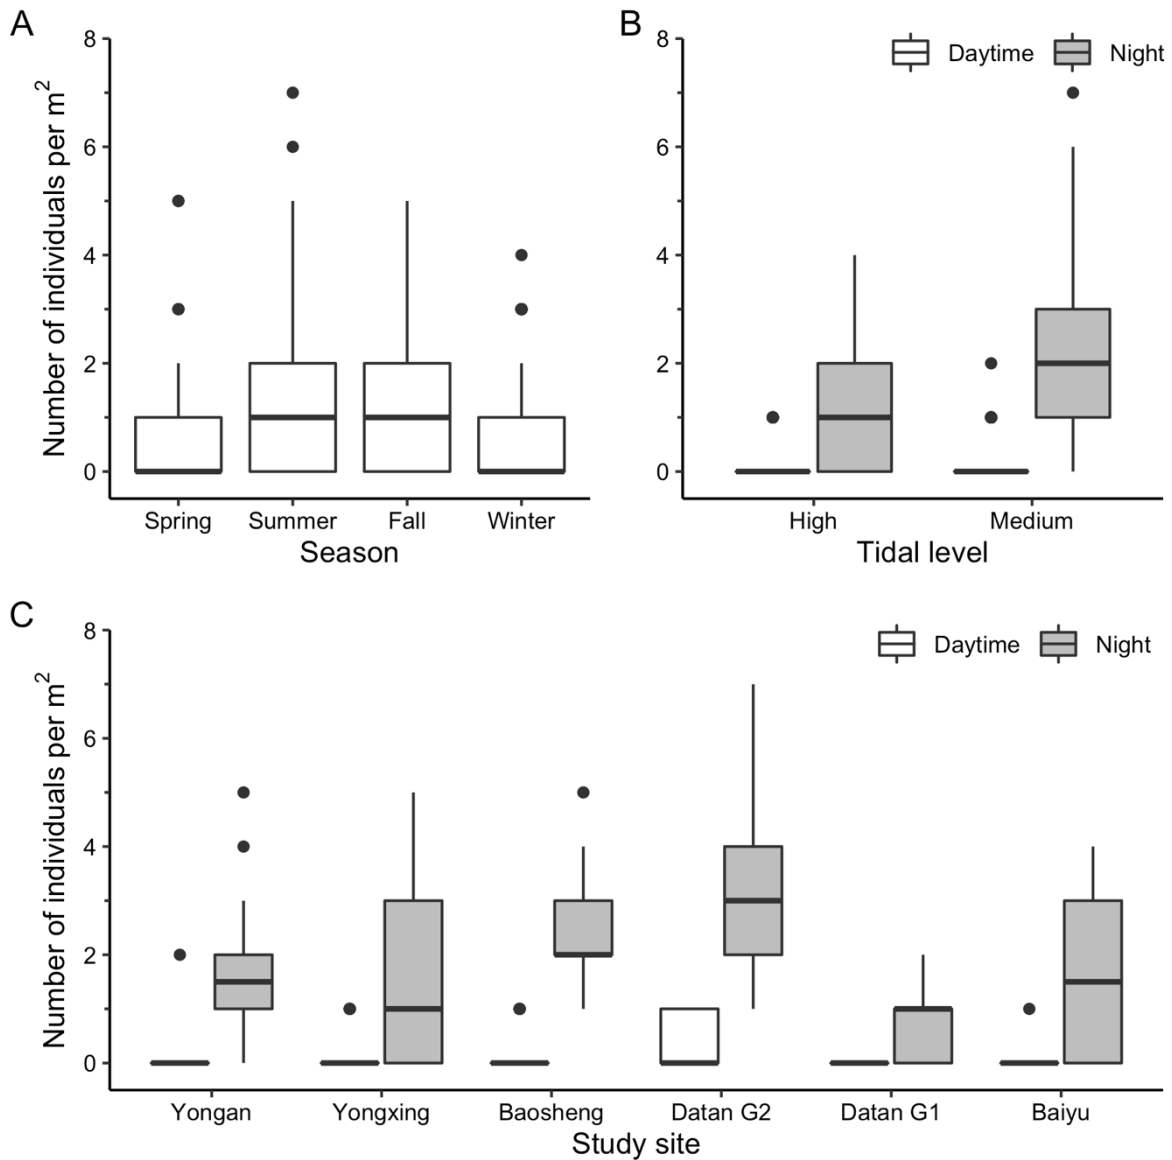 A
Number of individuals per m²
8
6
4
2
0
Spring Summer Fall Winter
Season
B
Daytime Night
8
6
4
2
0
High Medium
Tidal level
C
Daytime Night
Number of individuals per m²
8
6
4
2
0
Yongan Yongxing Baosheng Datan G2 Datan G1 Baiyu
Study site